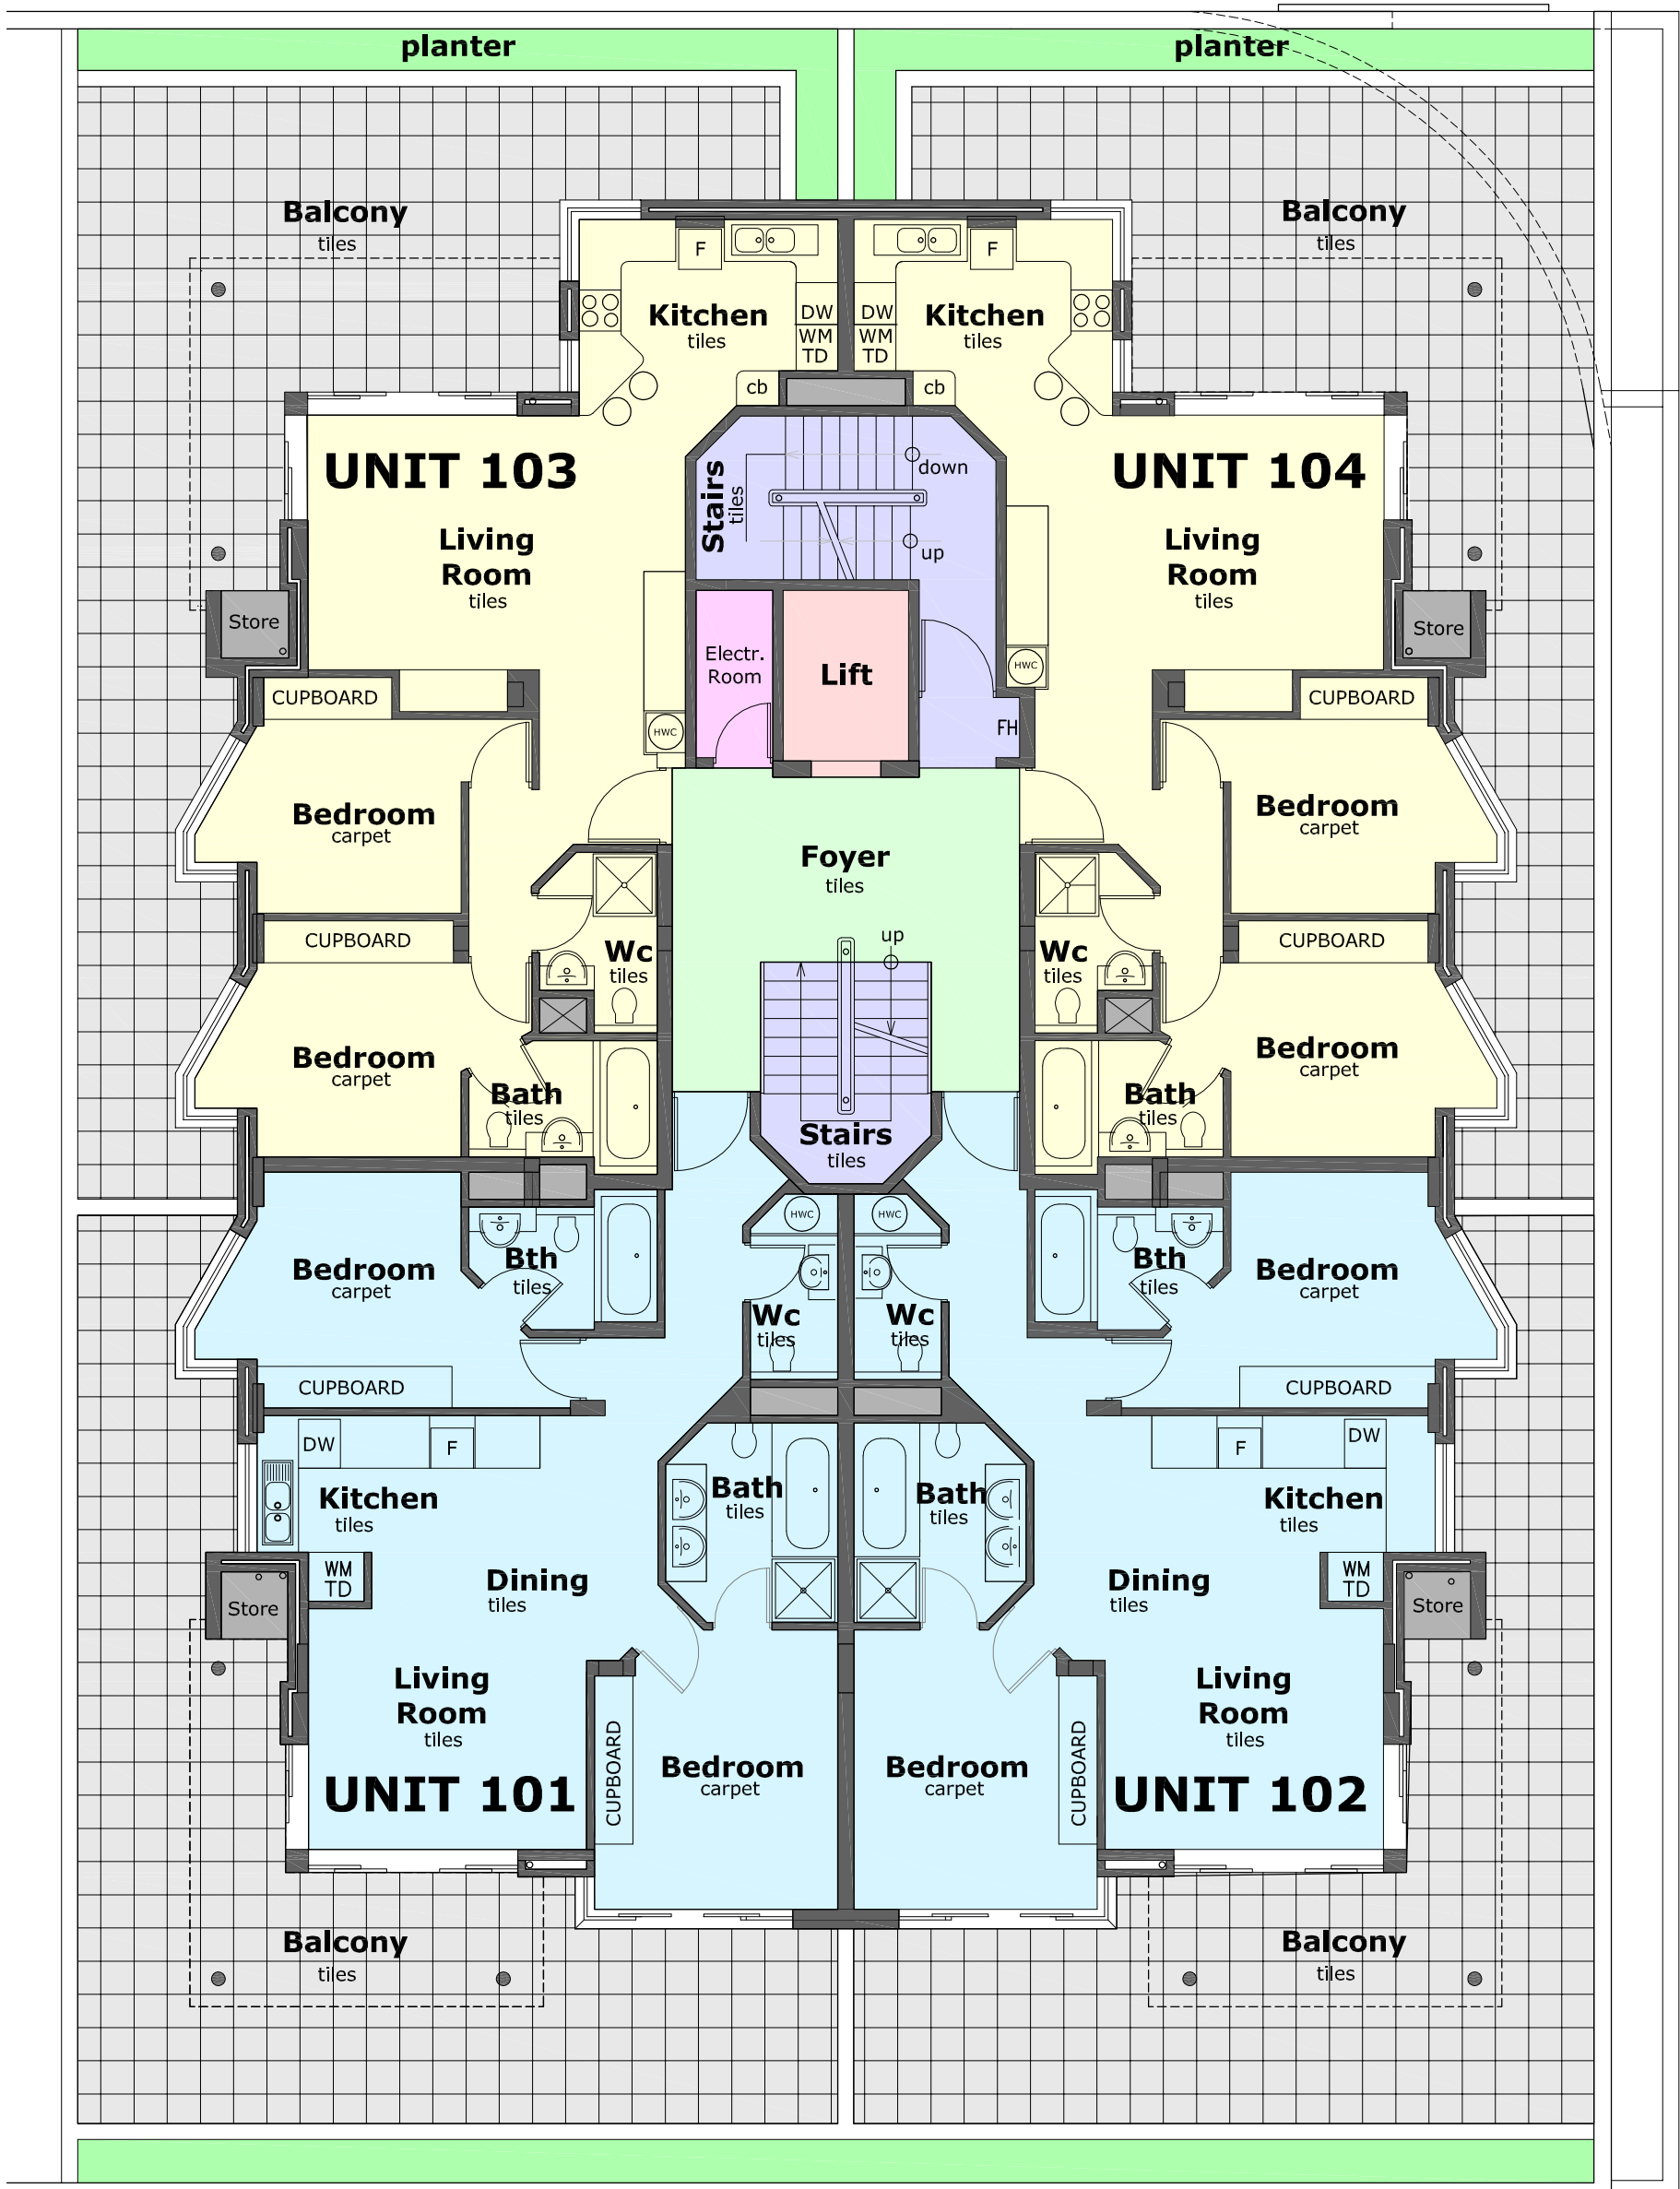 planter
planter
Balcony
tiles
Balcony
tiles
F
F
Kitchen
tiles
DW
WM
TD
DW
WM
TD
Kitchen
tiles
cb
cb
UNIT 103
Living
Room
tiles
Stairs
tiles
down
up
UNIT 104
Living
Room
tiles
Store
Store
Electr.
Room
Lift
HWC
CUPBOARD
CUPBOARD
HWC
FH
Bedroom
carpet
Bedroom
carpet
Foyer
tiles
CUPBOARD
Wc
tiles
up
Wc
tiles
CUPBOARD
Bedroom
carpet
Bedroom
carpet
Bath
tiles
Bath
tiles
Stairs
tiles
HWC
HWC
Bedroom
carpet
Bth
tiles
Bth
tiles
Bedroom
carpet
Wc
tiles
Wc
tiles
CUPBOARD
CUPBOARD
DW
F
F
DW
Kitchen
tiles
Bath
tiles
Bath
tiles
Kitchen
tiles
WM
TD
WM
TD
Store
Dining
tiles
Dining
tiles
Store
Living
Room
tiles
Living
Room
tiles
CUPBOARD
Bedroom
carpet
Bedroom
carpet
CUPBOARD
UNIT 101
UNIT 102
Balcony
tiles
Balcony
tiles